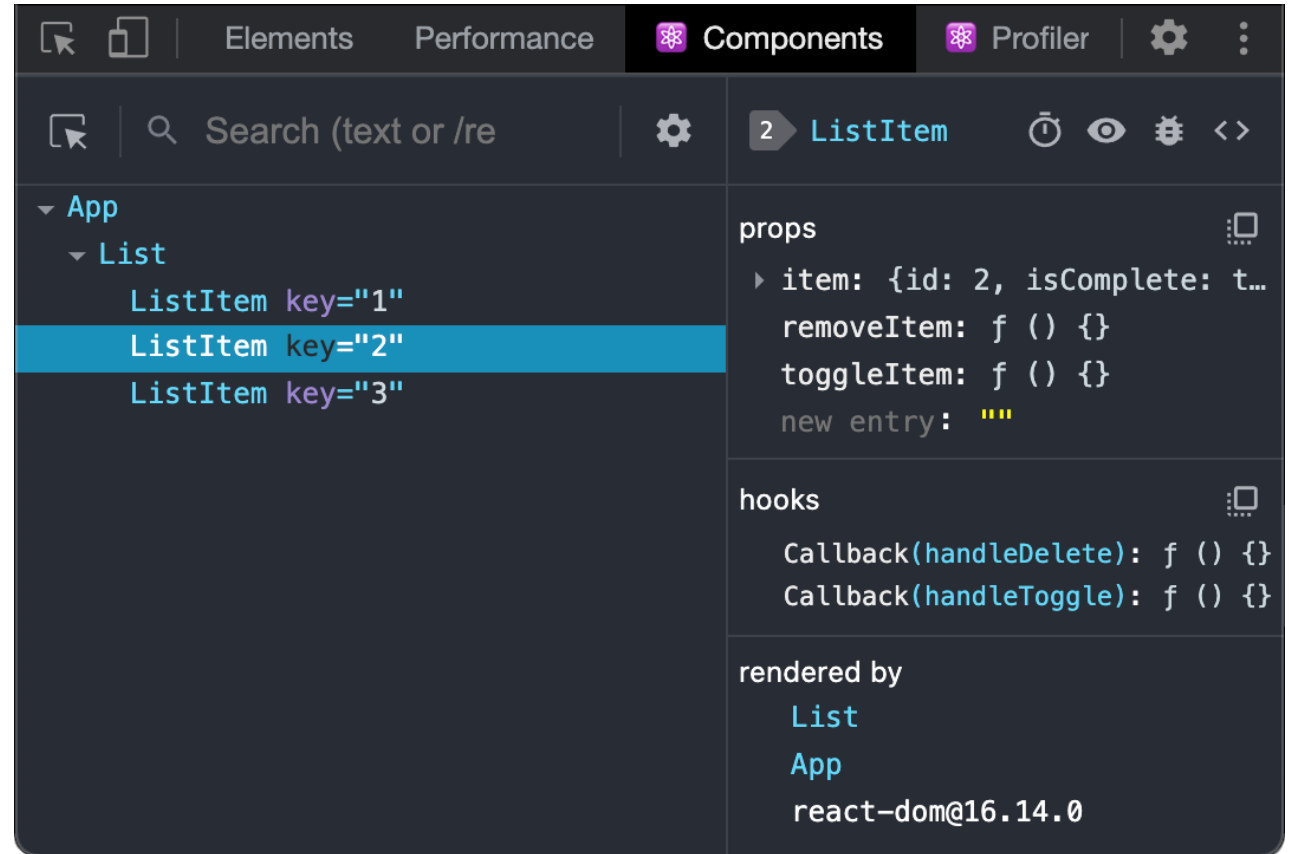 Elements Performance Components Profiler
Search (text or /re
App
List
ListItem key="1"
ListItem key="2"
ListItem key="3"
2 ListItem
props
item: {id: 2, isComplete: t…
removeItem: ƒ () {}
toggleItem: ƒ () {}
new entry: ""
hooks
Callback(handleDelete): ƒ () {}
Callback(handleToggle): ƒ () {}
rendered by
List
App
react-dom@16.14.0